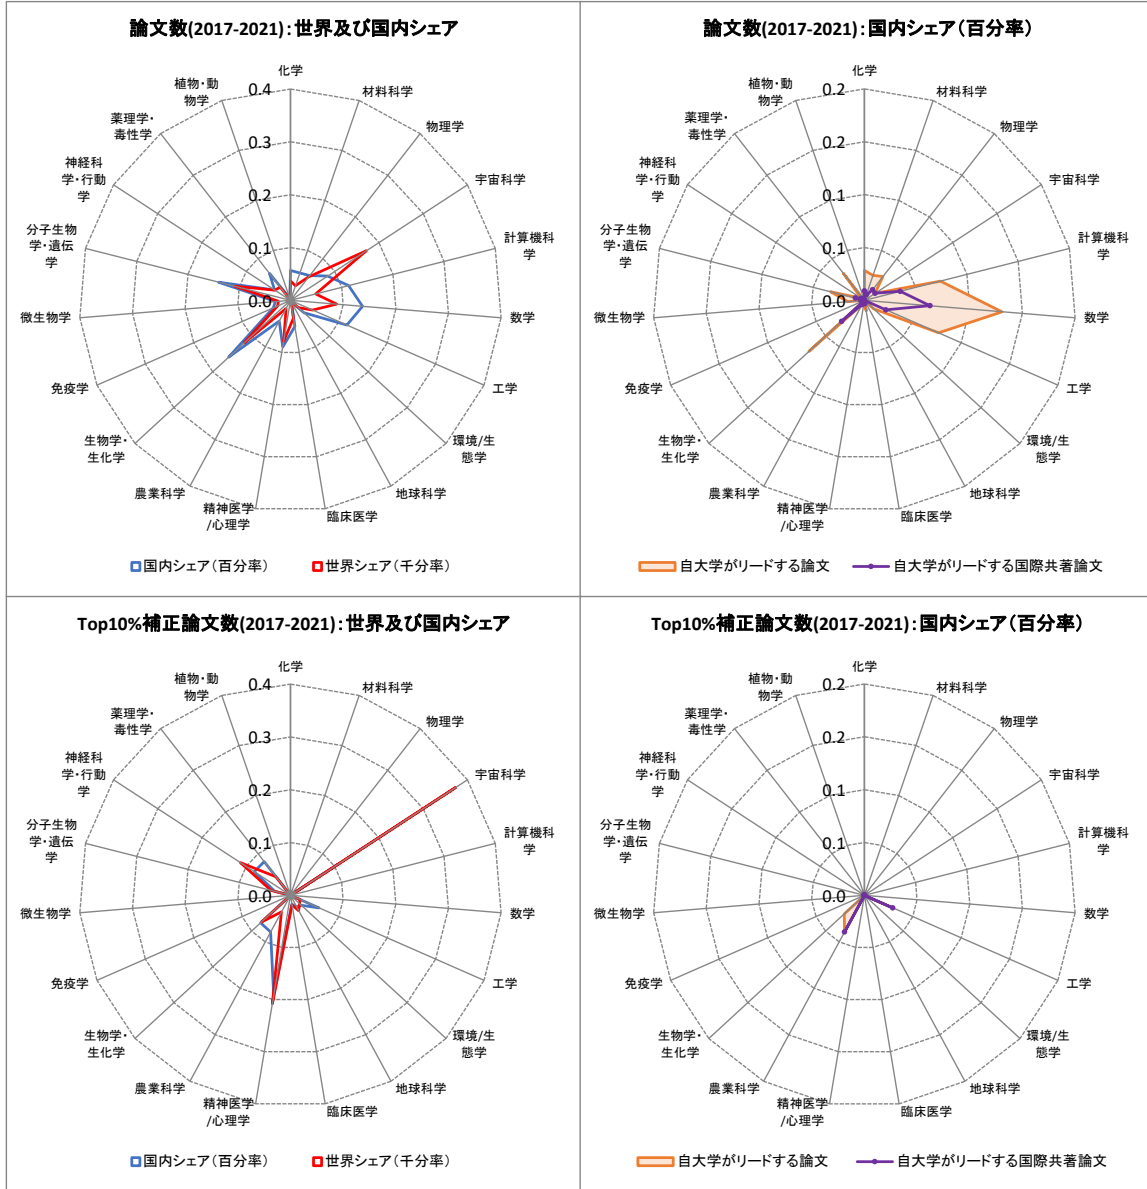 論文数(2017-2021)：世界及び国内シェア
化学
材料科学
物理学
宇宙科学
計算機科
学
数学
工学
環境/生
態学
地球科学
臨床医学
精神医学
/心理学
農業科学
生物学・
生化学
免疫学
微生物学
分子生物
学・遺伝
学
神経科
学・行動
学
薬理学・
毒性学
植物・動
物学
0.4
0.3
0.2
0.1
0.0
国内シェア（百分率）
世界シェア（千分率）
論文数(2017-2021)：国内シェア（百分率）
化学
材料科学
物理学
宇宙科学
計算機科
学
数学
工学
環境/生
態学
地球科学
臨床医学
精神医学
/心理学
農業科学
生物学・
生化学
免疫学
微生物学
分子生物
学・遺伝
学
神経科
学・行動
学
薬理学・
毒性学
植物・動
物学
0.2
0.2
0.1
0.1
0.0
自大学がリードする論文
自大学がリードする国際共著論文
Top10%補正論文数(2017-2021)：世界及び国内シェア
化学
材料科学
物理学
宇宙科学
計算機科
学
数学
工学
環境/生
態学
地球科学
臨床医学
精神医学
/心理学
農業科学
生物学・
生化学
免疫学
微生物学
分子生物
学・遺伝
学
神経科
学・行動
学
薬理学・
毒性学
植物・動
物学
0.4
0.3
0.2
0.1
0.0
国内シェア（百分率）
世界シェア（千分率）
Top10%補正論文数(2017-2021)：国内シェア（百分率）
化学
材料科学
物理学
宇宙科学
計算機科
学
数学
工学
環境/生
態学
地球科学
臨床医学
精神医学
/心理学
農業科学
生物学・
生化学
免疫学
微生物学
分子生物
学・遺伝
学
神経科
学・行動
学
薬理学・
毒性学
植物・動
物学
0.2
0.2
0.1
0.1
0.0
自大学がリードする論文
自大学がリードする国際共著論文